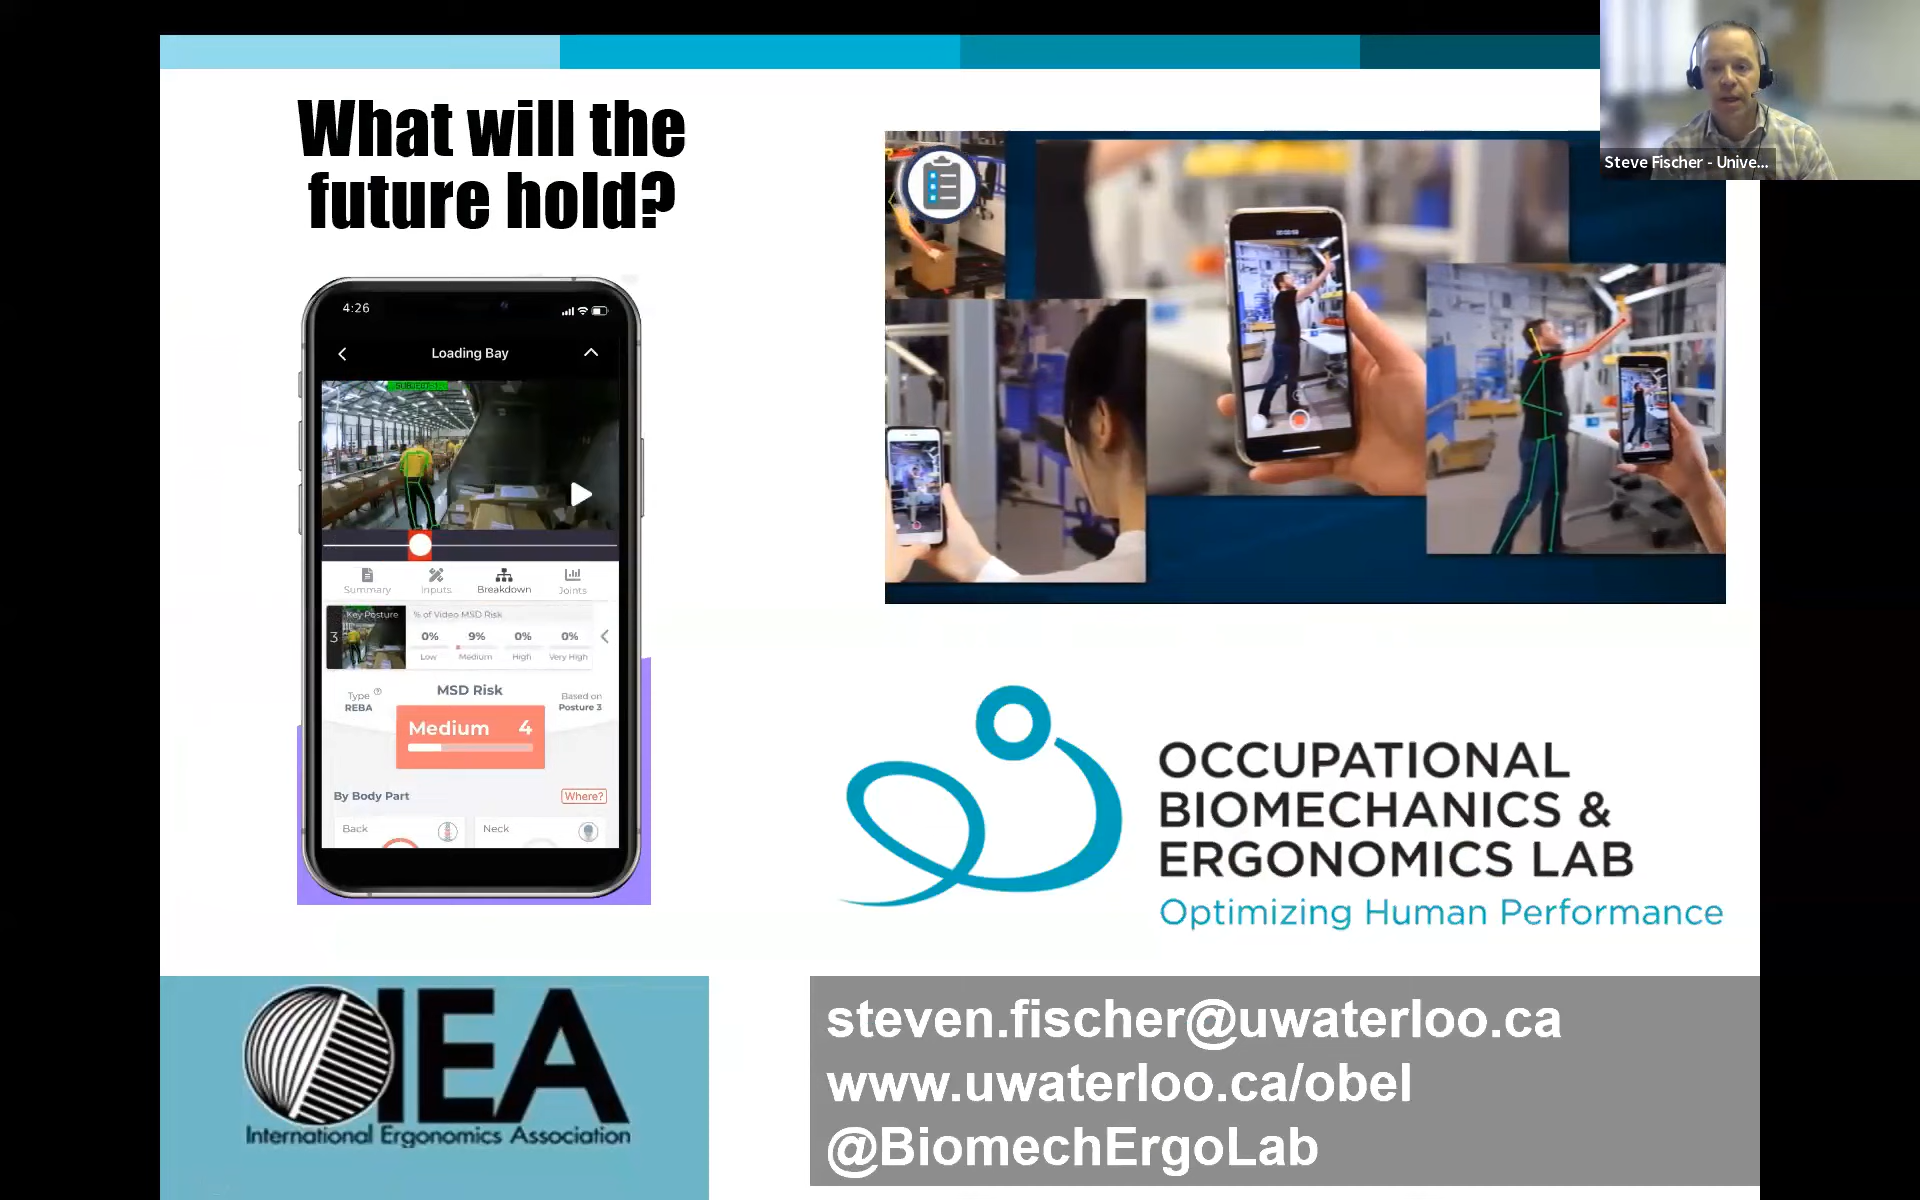 What will the
future hold?
Steve Fischer - Unive...
4:26
Loading Bay
SUBJECT 1
Summary
Inputs
Breakdown
Joints
3
Key Posture
% of Video MSD Risk
0%
9%
0%
0%
Low
Medium
High
Very High
Type
REBA
MSD Risk
Based on
Posture 3
Medium 4
By Body Part
Where?
Back
Neck
OCCUPATIONAL
BIOMECHANICS &
ERGONOMICS LAB
Optimizing Human Performance
IEA
International Ergonomics Association
steven.fischer@uwaterloo.ca
www.uwaterloo.ca/obel
@BiomechErgoLab